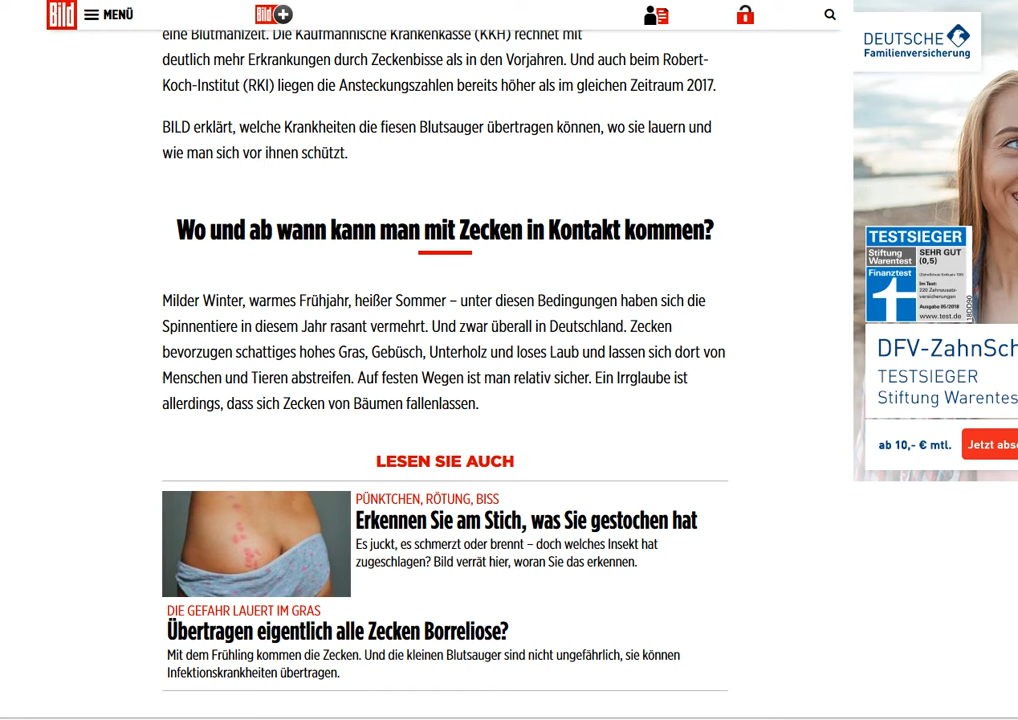 Bild
MENÜ
Bild
eine Blutmahlzeit. Die Kaufmännische Krankenkasse (KKH) rechnet mit
deutlich mehr Erkrankungen durch Zeckenbisse als in den Vorjahren. Und auch beim Robert-
Koch-Institut (RKI) liegen die Ansteckungszahlen bereits höher als im gleichen Zeitraum 2017.
BILD erklärt, welche Krankheiten die fiesen Blutsauger übertragen können, wo sie lauern und
wie man sich vor ihnen schützt.
Wo und ab wann kann man mit Zecken in Kontakt kommen?
Milder Winter, warmes Frühjahr, heißer Sommer – unter diesen Bedingungen haben sich die
Spinnentiere in diesem Jahr rasant vermehrt. Und zwar überall in Deutschland. Zecken
bevorzugen schattiges hohes Gras, Gebüsch, Unterholz und loses Laub und lassen sich dort von
Menschen und Tieren abstreifen. Auf festen Wegen ist man relativ sicher. Ein Irrglaube ist
allerdings, dass sich Zecken von Bäumen fallenlassen.
LESEN SIE AUCH
PÜNKTCHEN, RÖTUNG, BISS
Erkennen Sie am Stich, was Sie gestochen hat
Es juckt, es schmerzt oder brennt – doch welches Insekt hat
zugeschlagen? Bild verrät hier, woran Sie das erkennen.
DIE GEFAHR LAUERT IM GRAS
Übertragen eigentlich alle Zecken Borreliose?
Mit dem Frühling kommen die Zecken. Und die kleinen Blutsauger sind nicht ungefährlich, sie können
Infektionskrankheiten übertragen.
DEUTSCHE
Familienversicherung
TESTSIEGER
Stiftung
Warentest
SEHR GUT
(0,5)
Finanztest
Im Test:
220 Zahnzusatz-
versicherungen
Ausgabe 05/2018
www.test.de
18DD90
DFV-ZahnSch
TESTSIEGER
Stiftung Warentes
ab 10,- € mtl.
Jetzt abs